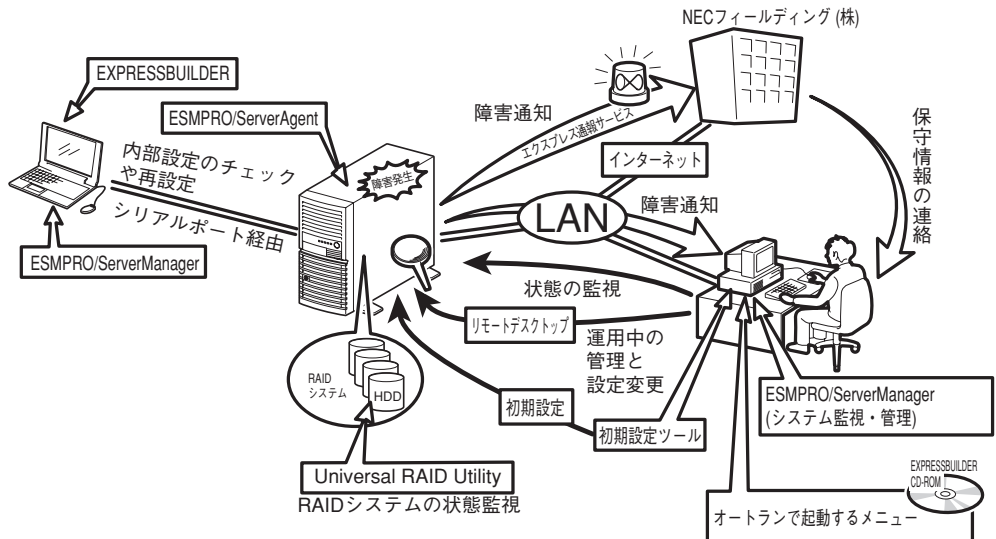 NECフィールディング (株)
EXPRESSBUILDER
ESMPRO/ServerAgent
障害通知
エクスプレス通報サービス
インターネット
保守情報の連絡
内部設定のチェック
や再設定
障害発生
シリアルポート経由
LAN
障害通知
ESMPRO/ServerManager
状態の監視
リモートデスクトップ
運用中の
管理と
設定変更
RAID
システム
HDD
初期設定
初期設定ツール
ESMPRO/ServerManager
(システム監視・管理)
Universal RAID Utility
RAIDシステムの状態監視
EXPRESSBUILDER
CD-ROM
オートランで起動するメニュー